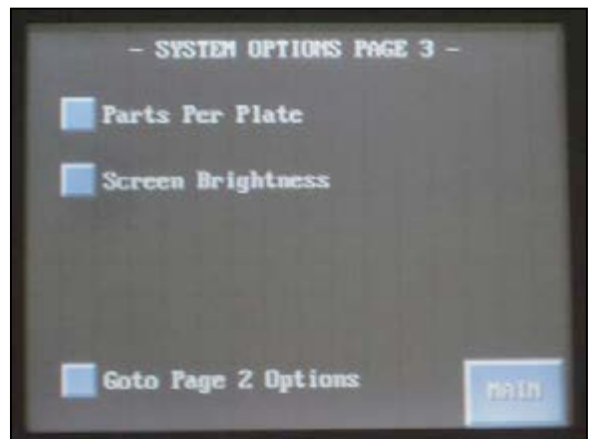 - SYSTEM OPTIONS PAGE 3 -
Parts Per Plate
Screen Brightness
Goto Page 2 Options
MAIN